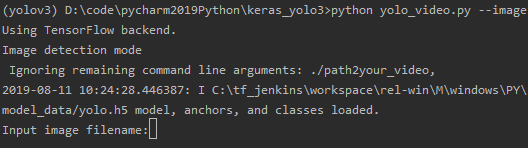 (yolov3) D:\code\pycharm2019Python\keras_yolo3>python yolo_video.py --image
Using TensorFlow backend.
Image detection mode
Ignoring remaining command line arguments: ./path2your_video,
2019-08-11 10:24:28.446387: I C:\tf_jenkins\workspace\rel-win\M\windows\PY\
model_data/yolo.h5 model, anchors, and classes loaded.
Input image filename: